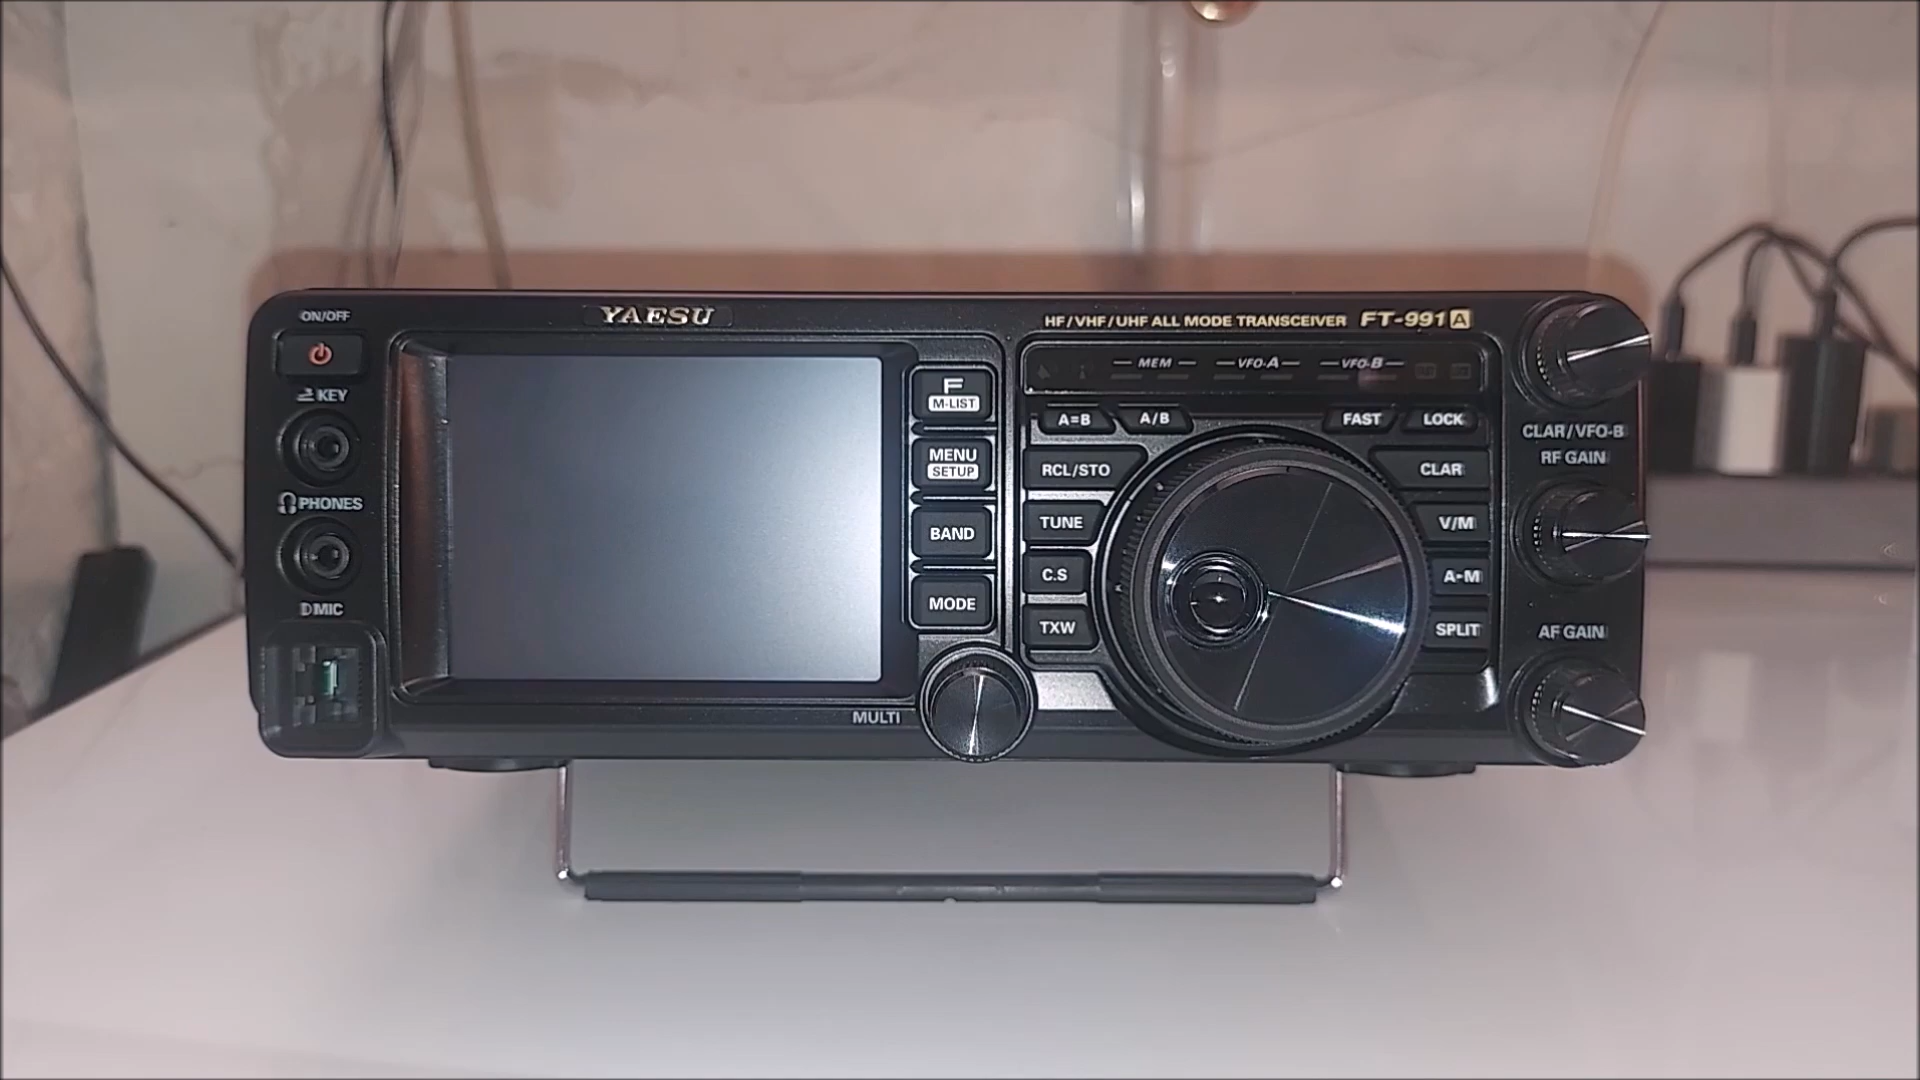 ON/OFF
YAESU
HF/VHF/UHF ALL MODE TRANSCEIVER FT-991A
KEY
PHONES
MIC
F
M-LIST
MENU
SETUP
BAND
MODE
MULTI
MEM VFO-A VFO-B
A=B A/B FAST LOCK
RCL/STO CLAR
TUNE V/M
C.S A▸M
TXW SPLIT
CLAR/VFO-B
RF GAIN
AF GAIN